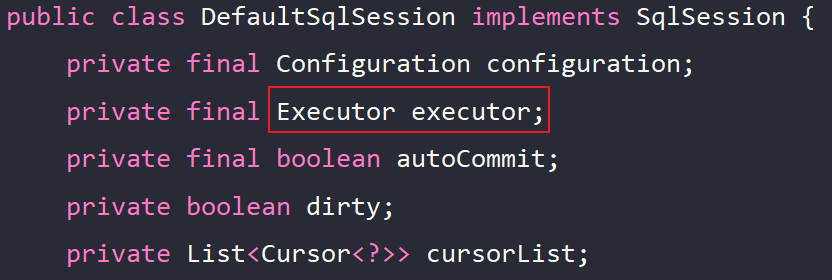 public class DefaultSqlSession implements SqlSession {
private final Configuration configuration;
private final Executor executor;
private final boolean autoCommit;
private boolean dirty;
private List<Cursor<?>> cursorList;